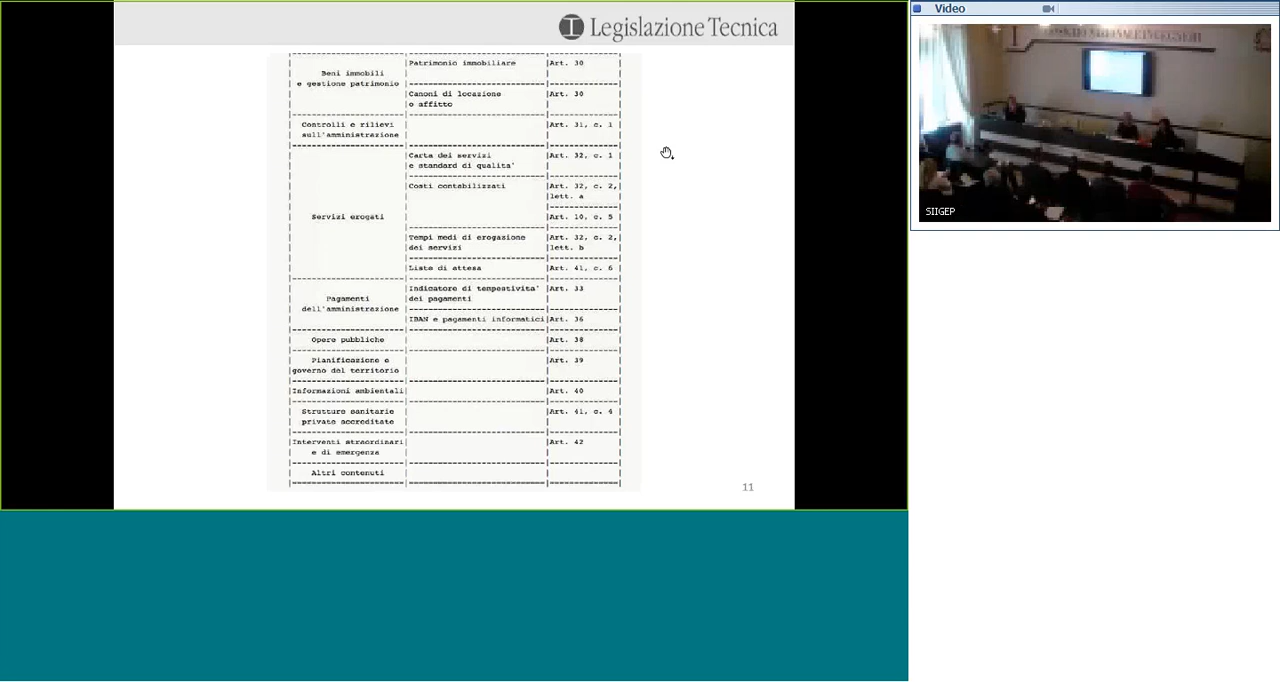 Legislazione Tecnica
Video
Beni immobili
e gestione patrimonio
Patrimonio immobiliare
Art. 30
Canoni di locazione
o affitto
Art. 30
Controlli e rilievi
sull'amministrazione
Art. 31, c. 1
Servizi erogati
Carta dei servizi
e standard di qualita'
Art. 32, c. 1
Costi contabilizzati
Art. 32, c. 2,
lett. a
Art. 10, c. 5
Tempi medi di erogazione
dei servizi
Art. 32, c. 2,
lett. b
Liste di attesa
Art. 41, c. 6
Pagamenti
dell'amministrazione
Indicatore di tempestivita'
dei pagamenti
Art. 33
IBAN e pagamenti informatici
Art. 36
Opere pubbliche
Art. 38
Pianificazione e
governo del territorio
Art. 39
Informazioni ambientali
Art. 40
Strutture sanitarie
private accreditate
Art. 41, c. 4
Interventi straordinari
e di emergenza
Art. 42
Altri contenuti
11
SIIGEP